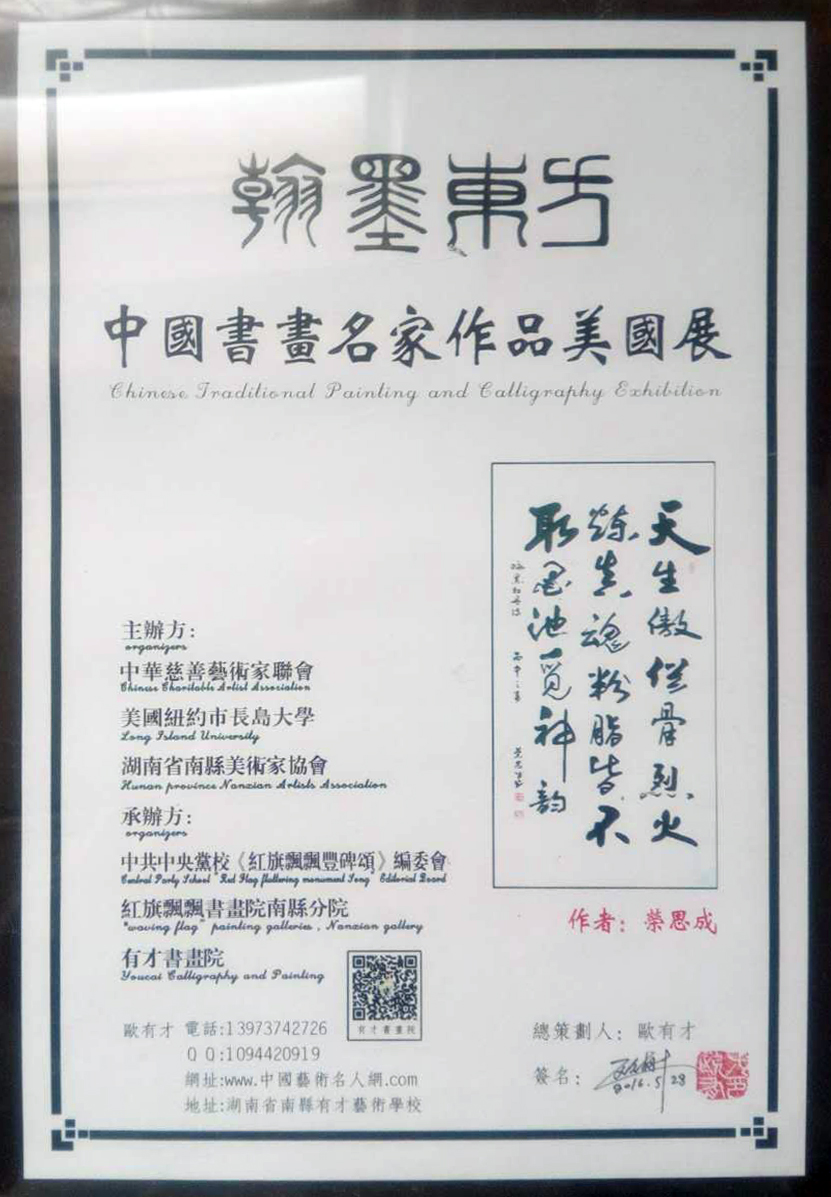 翰墨東方
中國書畫名家作品美國展
Chinese Traditional Painting and Calligraphy Exhibition
天生傲 骨烈火
煉真魂粉脂皆不
取墨池覓神韵
主辦方:
organizers
中華慈善藝術家聯會
Chinese Charitable Artist Association
美國紐約市長島大學
Long Island University
湖南省南縣美術家協會
Hunan province Nanxian Artists Association
承辦方:
organizers
中共中央黨校《紅旗飄飄豐碑頌》編委會
Central Party School "Red Flag fluttering monument Song" Editorial Board
紅旗飄飄書畫院南縣分院
"waving flag" painting galleries , Nanxian gallery
有才書畫院
Youcai Calligraphy and Painting
有才書畫院
歐有才 電話:13973742726
QQ:1094420919
網址:www.中國藝術名人網.com
地址:湖南省南縣有才藝術學校
作者: 榮思成
總策劃人: 歐有才
簽名:
2016.5.28